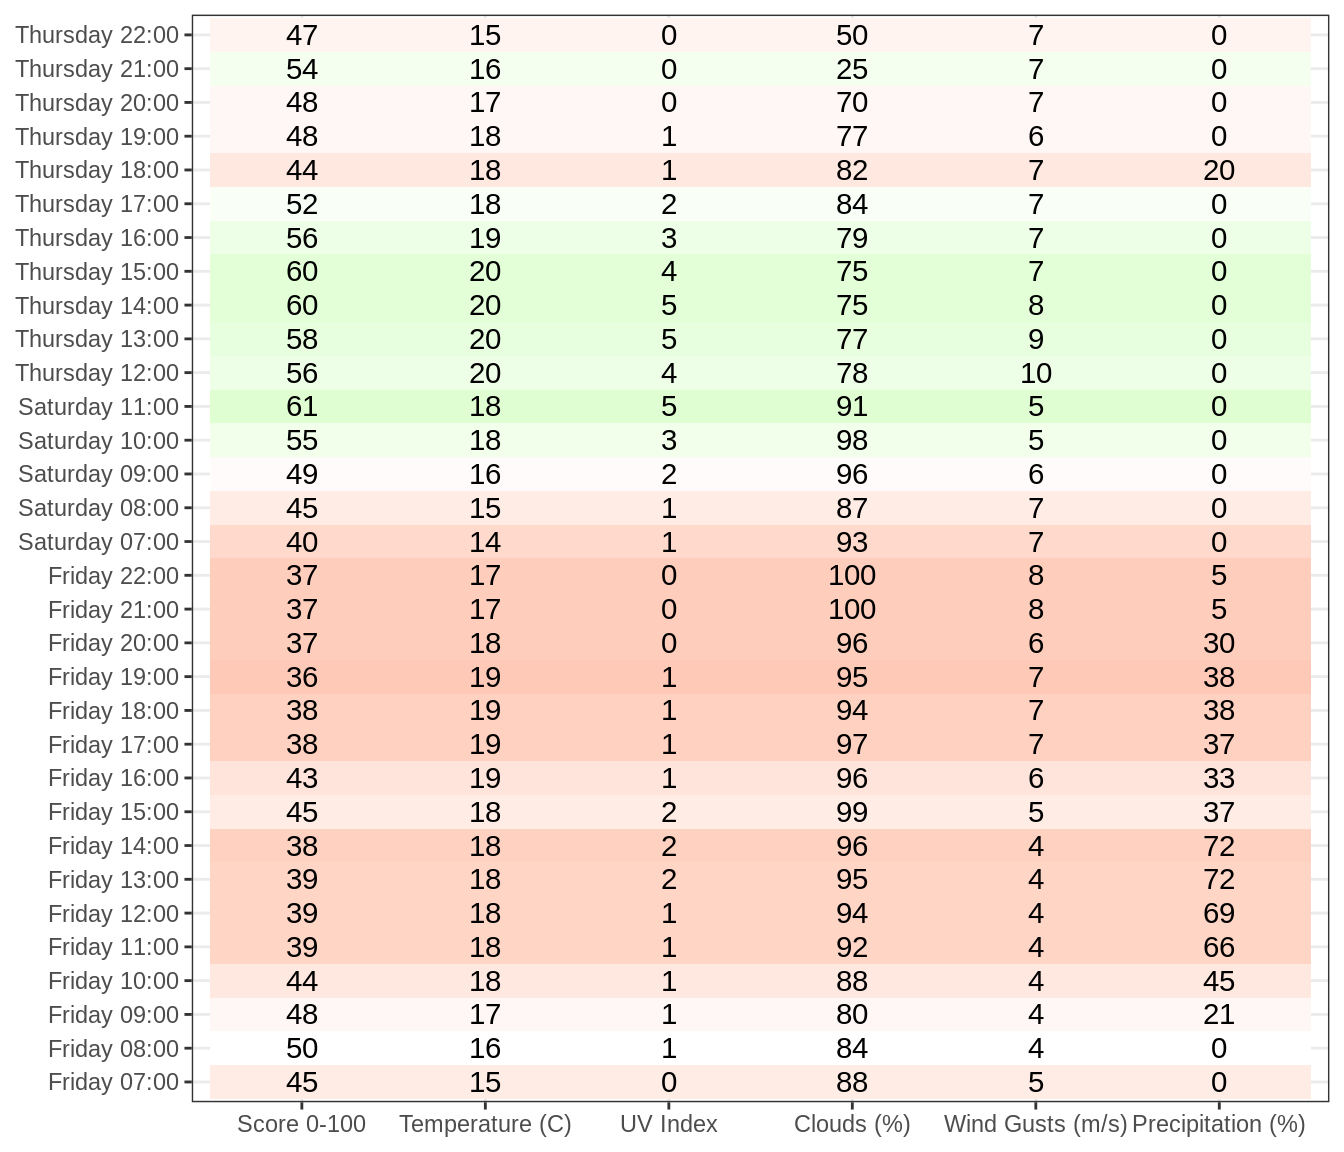 Thursday 22:00 47 15 0 50 7 0
Thursday 21:00 54 16 0 25 7 0
Thursday 20:00 48 17 0 70 7 0
Thursday 19:00 48 18 1 77 6 0
Thursday 18:00 44 18 1 82 7 20
Thursday 17:00 52 18 2 84 7 0
Thursday 16:00 56 19 3 79 7 0
Thursday 15:00 60 20 4 75 7 0
Thursday 14:00 60 20 5 75 8 0
Thursday 13:00 58 20 5 77 9 0
Thursday 12:00 56 20 4 78 10 0
Saturday 11:00 61 18 5 91 5 0
Saturday 10:00 55 18 3 98 5 0
Saturday 09:00 49 16 2 96 6 0
Saturday 08:00 45 15 1 87 7 0
Saturday 07:00 40 14 1 93 7 0
Friday 22:00 37 17 0 100 8 5
Friday 21:00 37 17 0 100 8 5
Friday 20:00 37 18 0 96 6 30
Friday 19:00 36 19 1 95 7 38
Friday 18:00 38 19 1 94 7 38
Friday 17:00 38 19 1 97 7 37
Friday 16:00 43 19 1 96 6 33
Friday 15:00 45 18 2 99 5 37
Friday 14:00 38 18 2 96 4 72
Friday 13:00 39 18 2 95 4 72
Friday 12:00 39 18 1 94 4 69
Friday 11:00 39 18 1 92 4 66
Friday 10:00 44 18 1 88 4 45
Friday 09:00 48 17 1 80 4 21
Friday 08:00 50 16 1 84 4 0
Friday 07:00 45 15 0 88 5 0
Score 0-100 Temperature (C) UV Index Clouds (%) Wind Gusts (m/s) Precipitation (%)